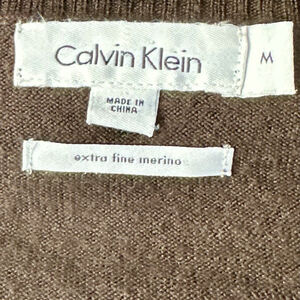 Calvin Klein
M
MADE IN
CHINA
extra fine merino